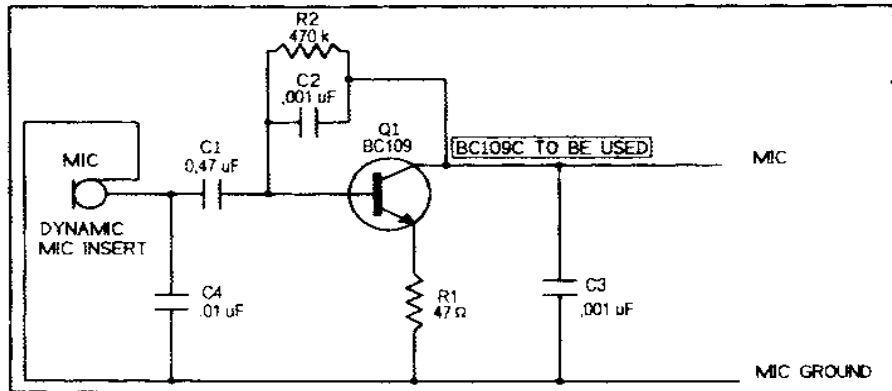 R2
470 k
C2
,001 uF
Q1
BC109
C1
0,47 uF
BC109C TO BE USED
MIC
MIC
DYNAMIC
MIC INSERT
C4
.01 uF
R1
47 Ω
C3
,001 uF
MIC GROUND